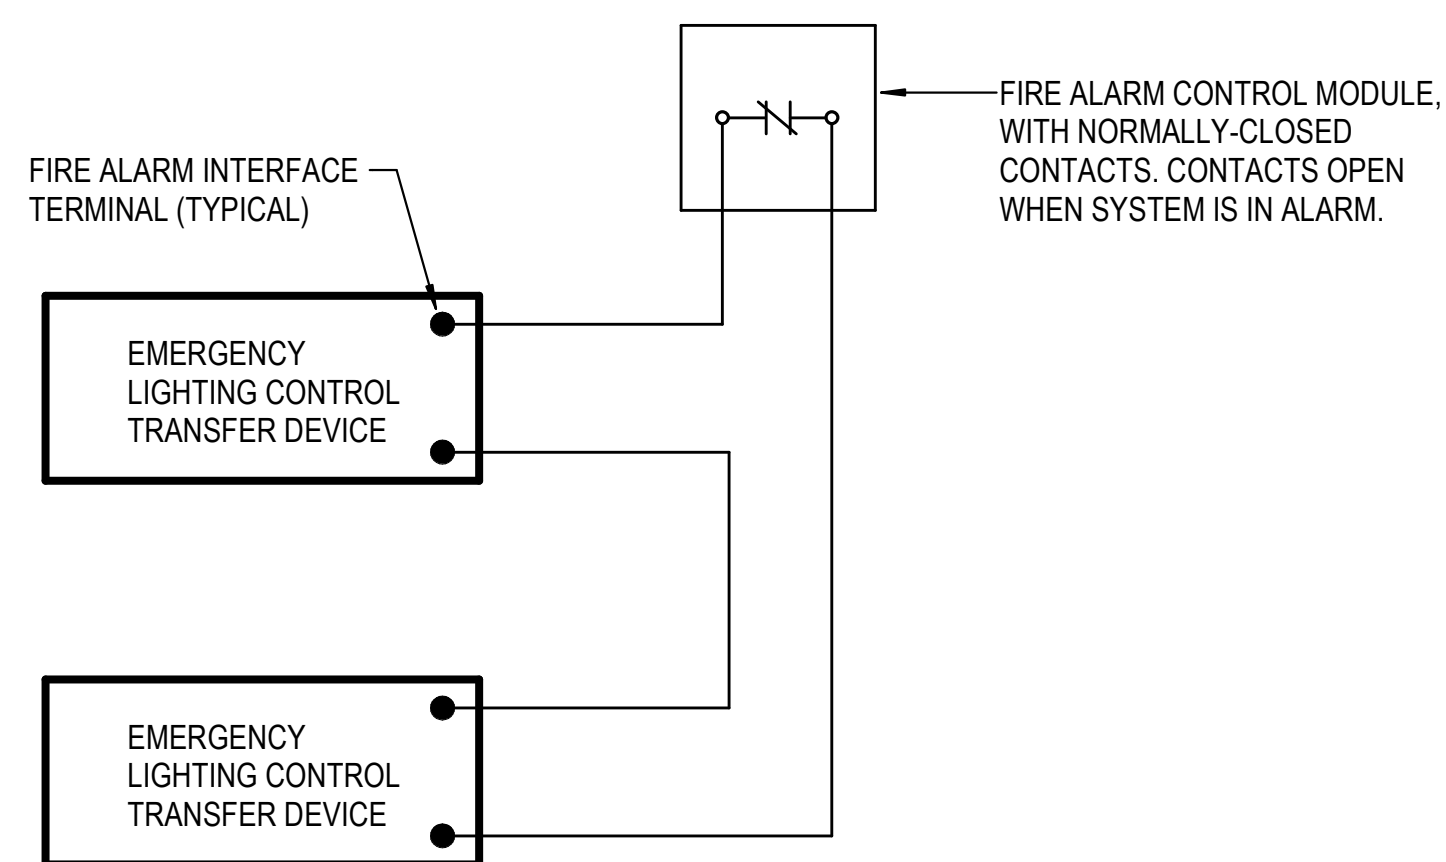 FIRE ALARM CONTROL MODULE,
WITH NORMALLY-CLOSED
CONTACTS. CONTACTS OPEN
WHEN SYSTEM IS IN ALARM.
FIRE ALARM INTERFACE
TERMINAL (TYPICAL)
EMERGENCY
LIGHTING CONTROL
TRANSFER DEVICE
EMERGENCY
LIGHTING CONTROL
TRANSFER DEVICE